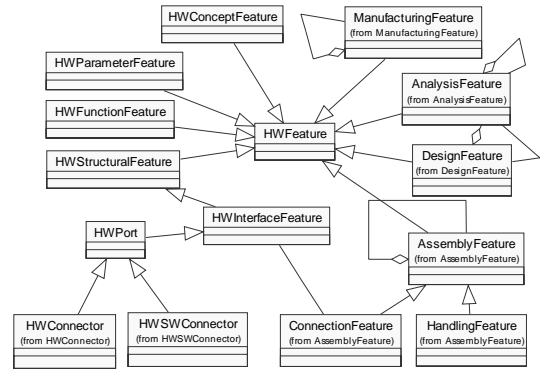 HWConceptFeature
ManufacturingFeature
(from ManufacturingFeature)
HWParameterFeature
AnalysisFeature
(from AnalysisFeature)
HWFunctionFeature
HWFeature
HWStructuralFeature
DesignFeature
(from DesignFeature)
HWInterfaceFeature
HWPort
AssemblyFeature
(from AssemblyFeature)
HWConnector
(from HWConnector)
HWSWConnector
(from HWSWConnector)
ConnectionFeature
(from AssemblyFeature)
HandlingFeature
(from AssemblyFeature)